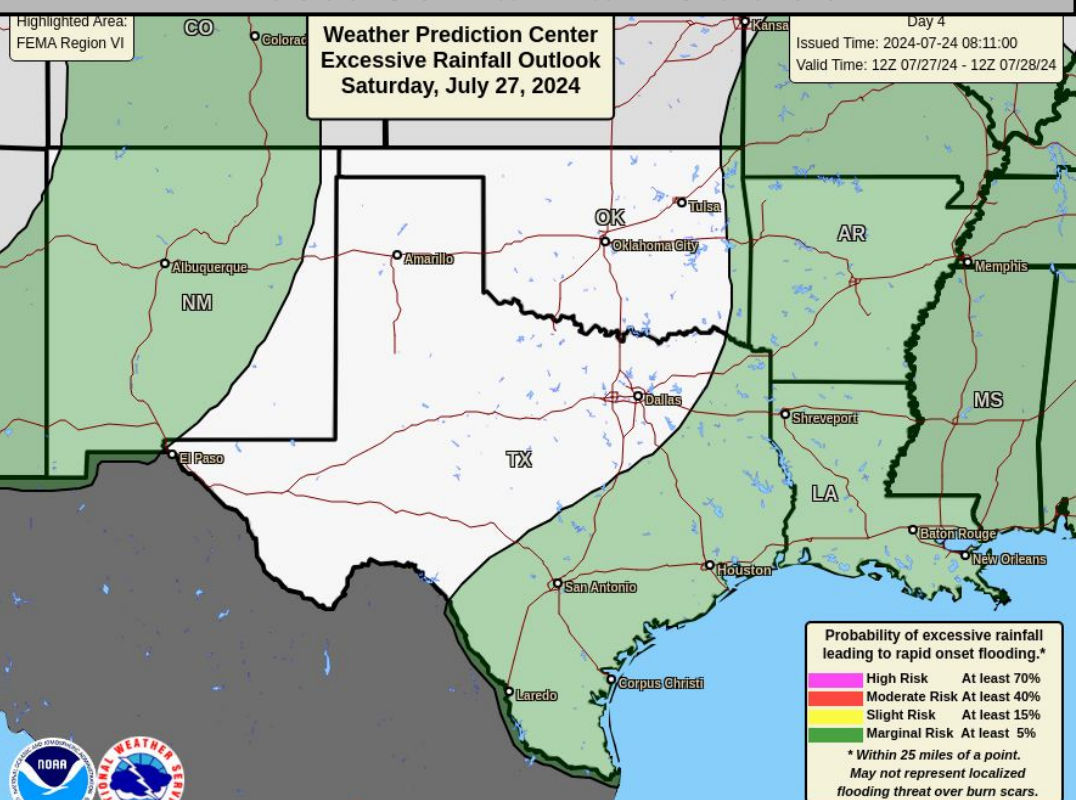 Highlighted Area:
FEMA Region VI
Weather Prediction Center
Excessive Rainfall Outlook
Saturday, July 27, 2024
Day 4
Issued Time: 2024-07-24 08:11:00
Valid Time: 12Z 07/27/24 - 12Z 07/28/24
CO
Colorad
Kansa
Tulsa
OK
Oklahoma City
AR
Amarillo
Albuquerque
Memphis
NM
Dallas
MS
Shreveport
El Paso
TX
LA
Baton Rouge
New Orleans
Houston
San Antonio
Corpus Christi
Laredo
Probability of excessive rainfall
leading to rapid onset flooding.*
High Risk At least 70%
Moderate Risk At least 40%
Slight Risk At least 15%
Marginal Risk At least 5%
* Within 25 miles of a point.
May not represent localized
flooding threat over burn scars.
NOAA